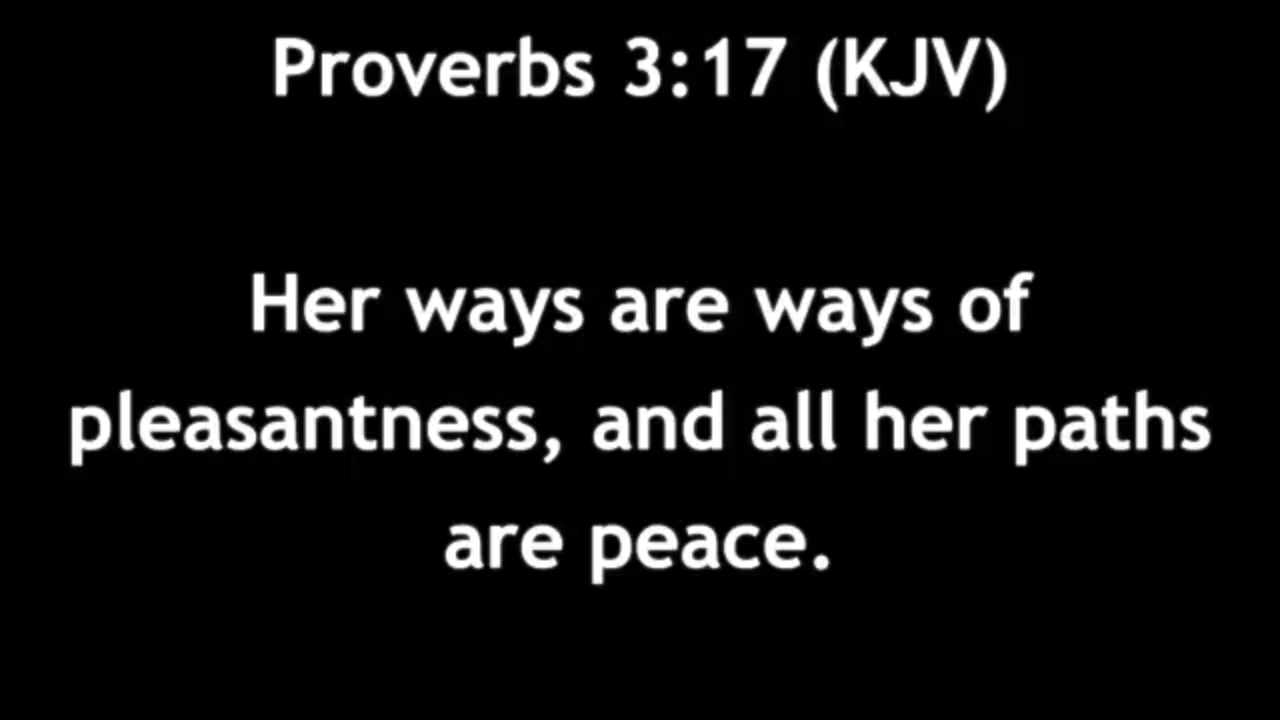 Proverbs 3:17 (KJV)
Her ways are ways of
pleasantness, and all her paths
are peace.